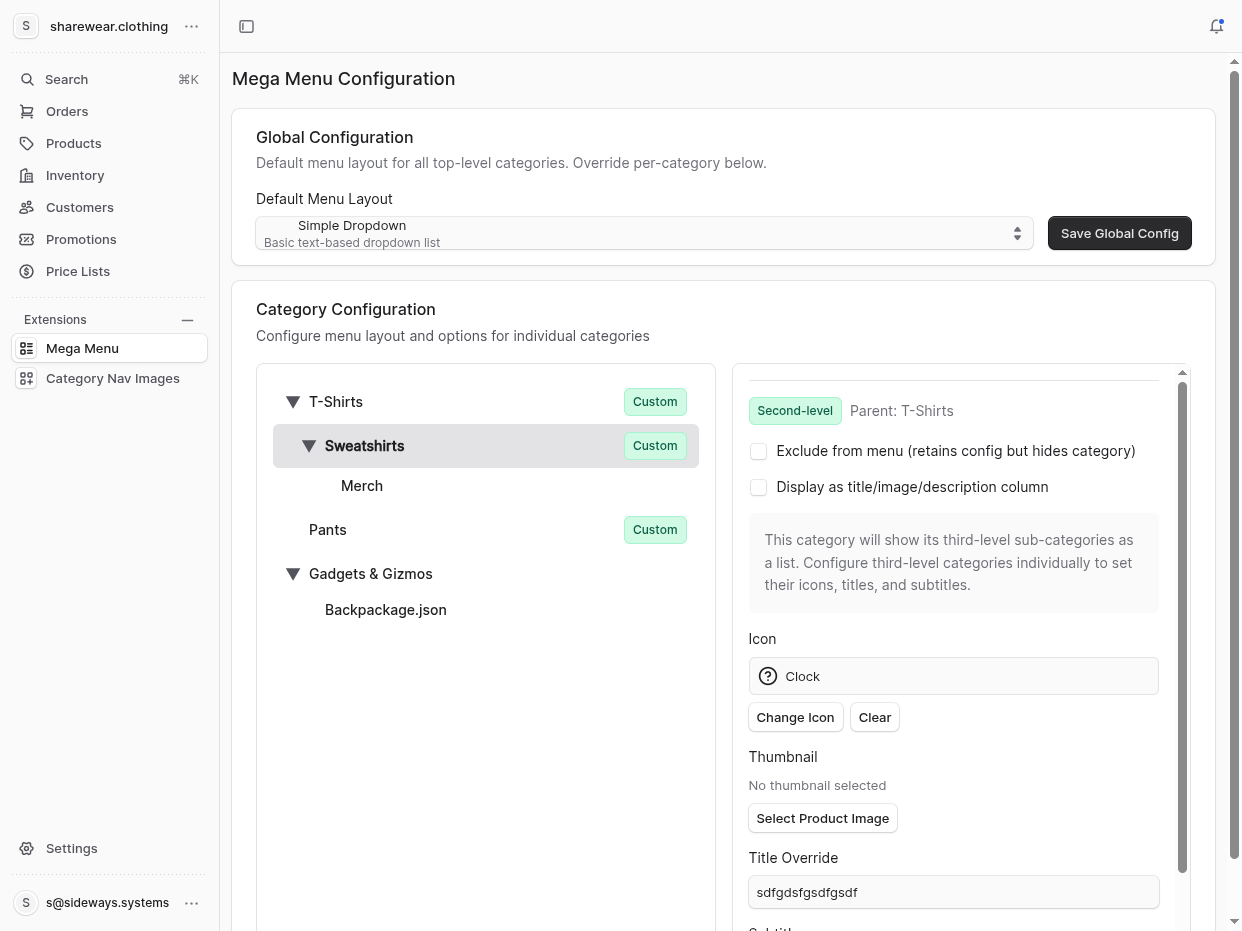 S
sharewear.clothing
Search
⌘K
Orders
Products
Inventory
Customers
Promotions
Price Lists
Extensions
Mega Menu
Category Nav Images
Settings
S
s@sideways.systems
Mega Menu Configuration
Global Configuration
Default menu layout for all top-level categories. Override per-category below.
Default Menu Layout
Simple Dropdown
Basic text-based dropdown list
Save Global Config
Category Configuration
Configure menu layout and options for individual categories
T-Shirts
Custom
Sweatshirts
Custom
Merch
Pants
Custom
Gadgets & Gizmos
Backpackage.json
Second-level
Parent: T-Shirts
Exclude from menu (retains config but hides category)
Display as title/image/description column
This category will show its third-level sub-categories as
a list. Configure third-level categories individually to set
their icons, titles, and subtitles.
Icon
Clock
Change Icon
Clear
Thumbnail
No thumbnail selected
Select Product Image
Title Override
sdfgdsfgsdfgsdf